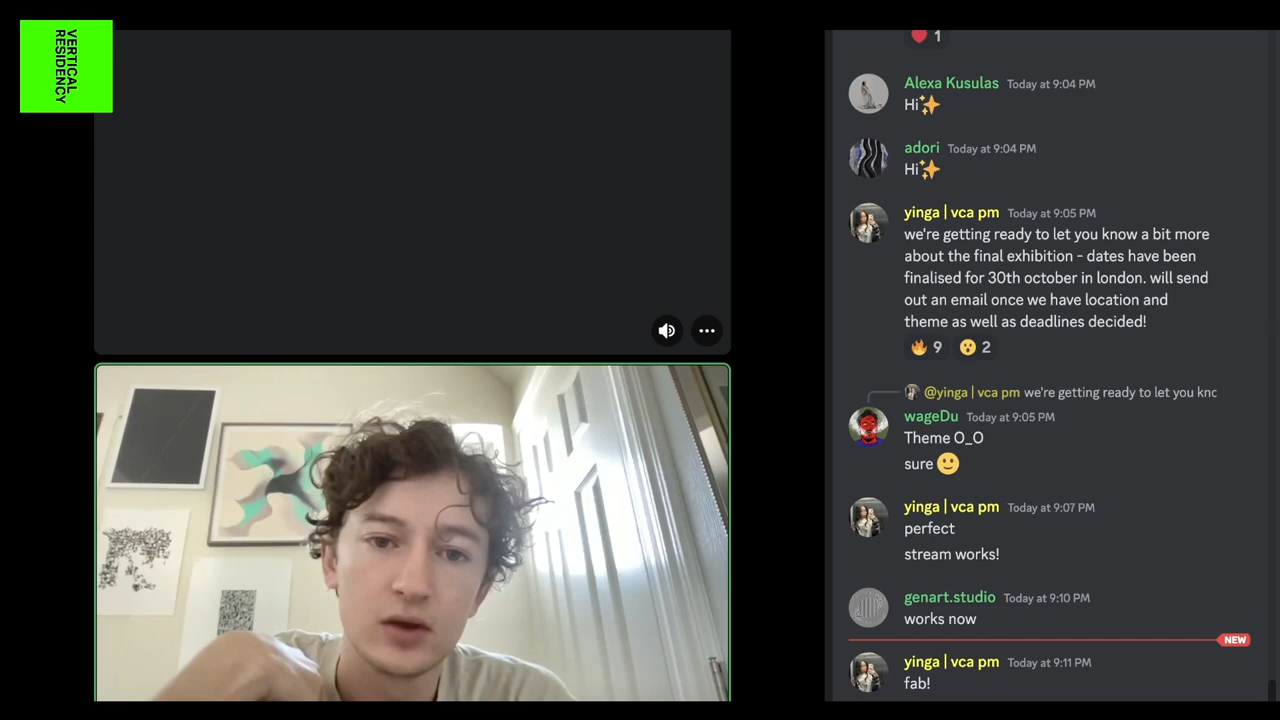 VERTICAL
RESIDENCY
1
Alexa Kusulas Today at 9:04 PM
Hi✨
adori Today at 9:04 PM
Hi✨
yinga | vca pm Today at 9:05 PM
we're getting ready to let you know a bit more
about the final exhibition - dates have been
finalised for 30th october in london. will send
out an email once we have location and
theme as well as deadlines decided!
🔥 9 😮 2
@yinga | vca pm we're getting ready to let you knc
wageDu Today at 9:05 PM
Theme O_O
sure 🙂
yinga | vca pm Today at 9:07 PM
perfect
stream works!
genart.studio Today at 9:10 PM
works now
NEW
yinga | vca pm Today at 9:11 PM
fab!